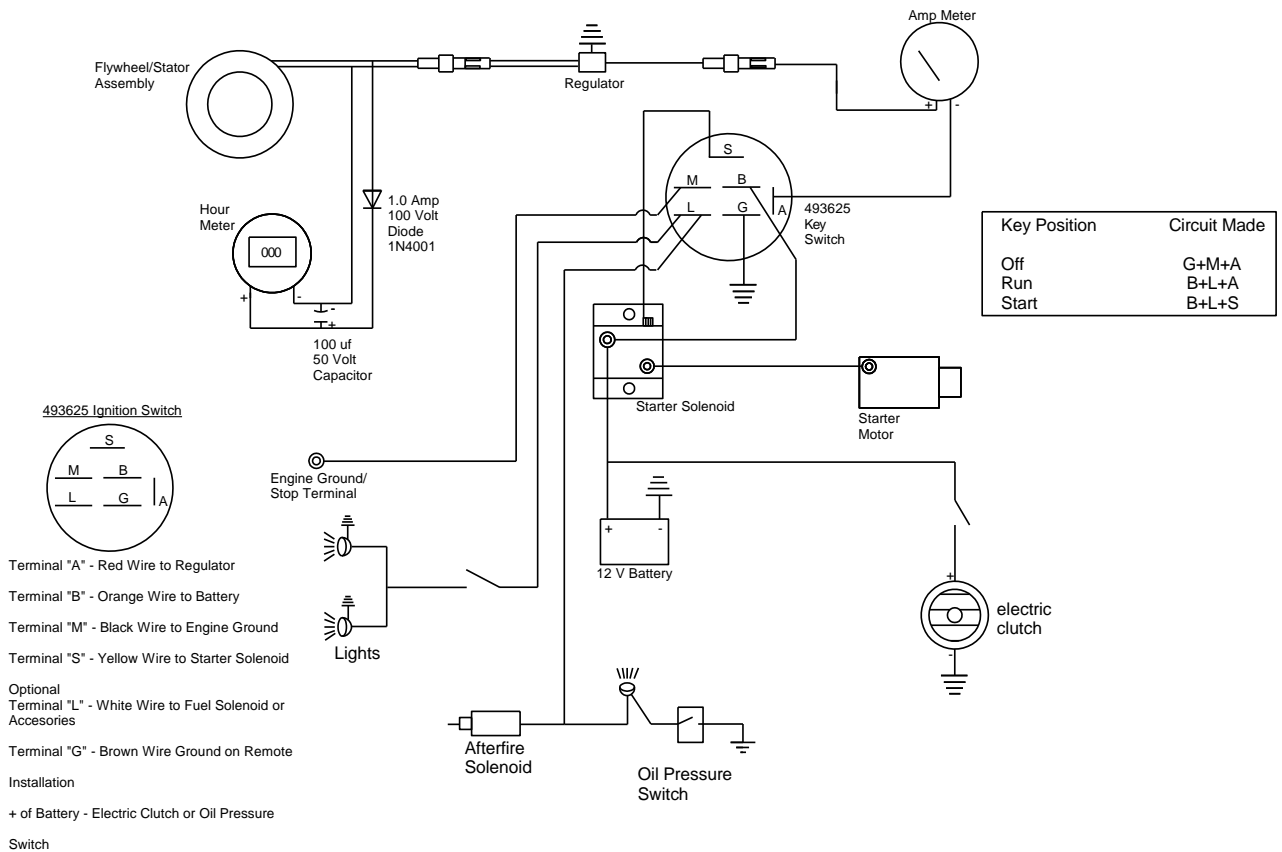 Amp Meter
Flywheel/Stator
Assembly
Regulator
+ -
S
M B
L G A
493625
Key
Switch
1.0 Amp
100 Volt
Diode
1N4001
Hour
Meter
000
+ -
-
+
100 uf
50 Volt
Capacitor
Key Position Circuit Made
Off G+M+A
Run B+L+A
Start B+L+S
Starter Solenoid
Starter
Motor
493625 Ignition Switch
S
M B
L G A
Engine Ground/
Stop Terminal
+ -
12 V Battery
Terminal "A" - Red Wire to Regulator
Terminal "B" - Orange Wire to Battery
Terminal "M" - Black Wire to Engine Ground
Terminal "S" - Yellow Wire to Starter Solenoid
Optional
Terminal "L" - White Wire to Fuel Solenoid or
Accesories
Terminal "G" - Brown Wire Ground on Remote
Installation
+ of Battery - Electric Clutch or Oil Pressure
Switch
Lights
+
electric
clutch
-
Afterfire
Solenoid
Oil Pressure
Switch